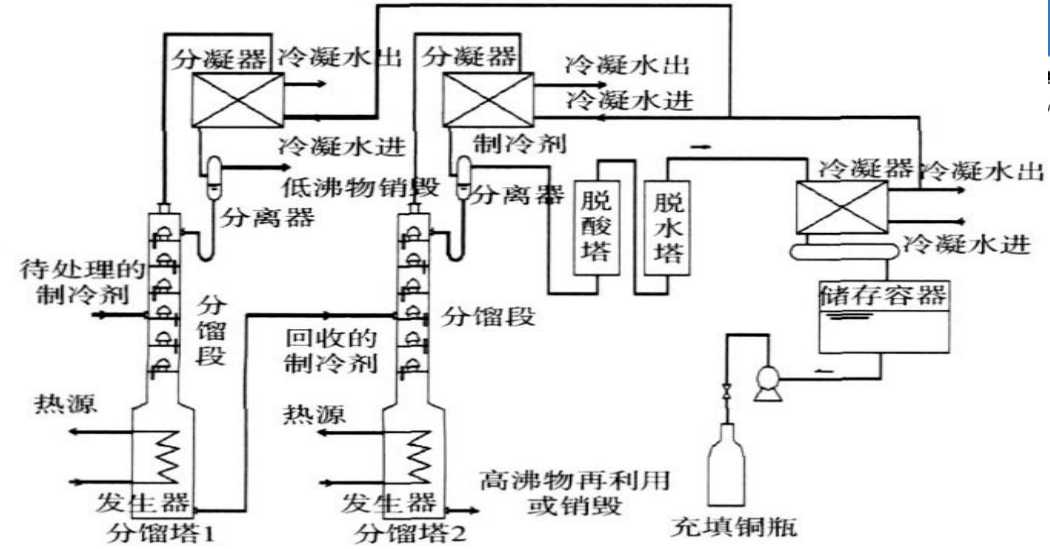 分凝器
冷凝水出
分凝器
冷凝水出
冷凝水进
冷凝水进
制冷剂
低沸物销毁
分离器
分离器
脱酸塔
脱水塔
冷凝器
冷凝水出
冷凝水进
待处理的
制冷剂
分馏段
回收的
制冷剂
分馏段
储存容器
热源
热源
发生器
分馏塔1
发生器
分馏塔2
高沸物再利用
或销毁
充填铜瓶